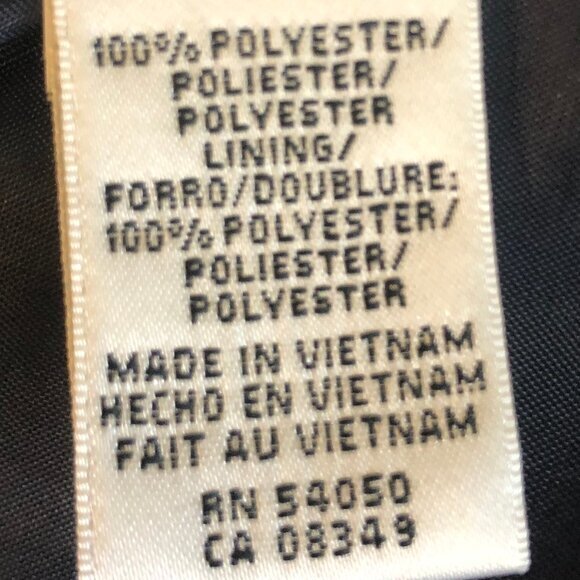 100% POLYESTER/
POLIESTER/
POLYESTER
LINING/
FORRO/DOUBLURE:
100% POLYESTER/
POLIESTER/
POLYESTER
MADE IN VIETNAM
HECHO EN VIETNAM
FAIT AU VIETNAM
RN 54050
CA 08349